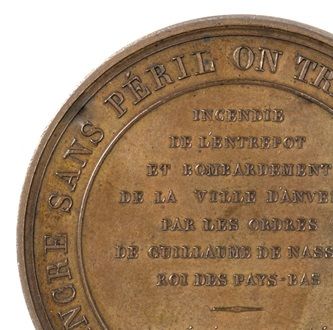 NCRE SANS PÉRIL ON TR
INCENDIE
DE L'ENTREPOT
ET BOMBARDEMENT
DE LA VILLE D'ANVE
PAR LES ORDRES
DE GUILLAUME DE NASS
ROI DES PAYS-BAS